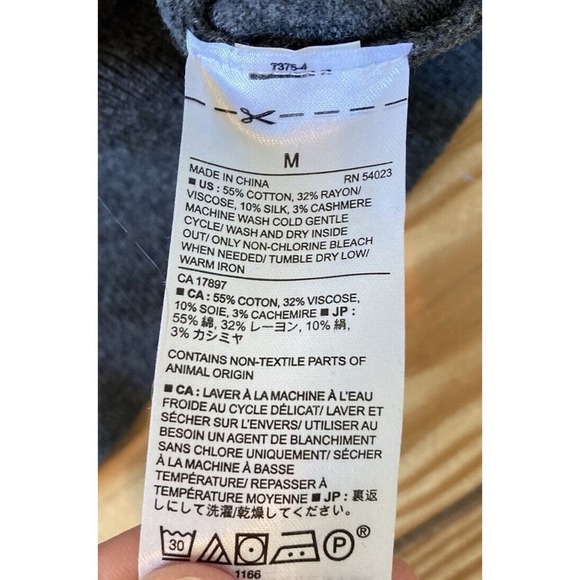 7375-4
M
MADE IN CHINA RN 54023
■ US : 55% COTTON, 32% RAYON/
VISCOSE, 10% SILK, 3% CASHMERE
MACHINE WASH COLD GENTLE
CYCLE/ WASH AND DRY INSIDE
OUT/ ONLY NON-CHLORINE BLEACH
WHEN NEEDED/ TUMBLE DRY LOW/
WARM IRON
CA 17897
■ CA : 55% COTON, 32% VISCOSE,
10% SOIE, 3% CACHEMIRE ■ JP :
55% 綿, 32% レーヨン, 10% 絹,
3% カシミヤ
CONTAINS NON-TEXTILE PARTS OF
ANIMAL ORIGIN
■ CA : LAVER À LA MACHINE À L'EAU
FROIDE AU CYCLE DÉLICAT/ LAVER ET
SÉCHER SUR L'ENVERS/ UTILISER AU
BESOIN UN AGENT DE BLANCHIMENT
SANS CHLORE UNIQUEMENT/ SÉCHER
À LA MACHINE À BASSE
TEMPÉRATURE/ REPASSER À
TEMPÉRATURE MOYENNE ■ JP : 裏返
しにして洗濯/乾燥してください。
30 P ®
1166